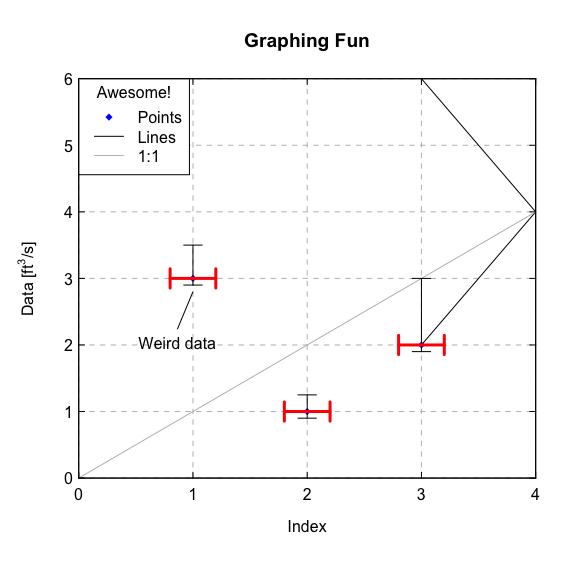 Graphing Fun
Awesome!
Points
Lines
1:1
6
5
4
3
2
1
0
Data [ft³/s]
Weird data
0 1 2 3 4
Index